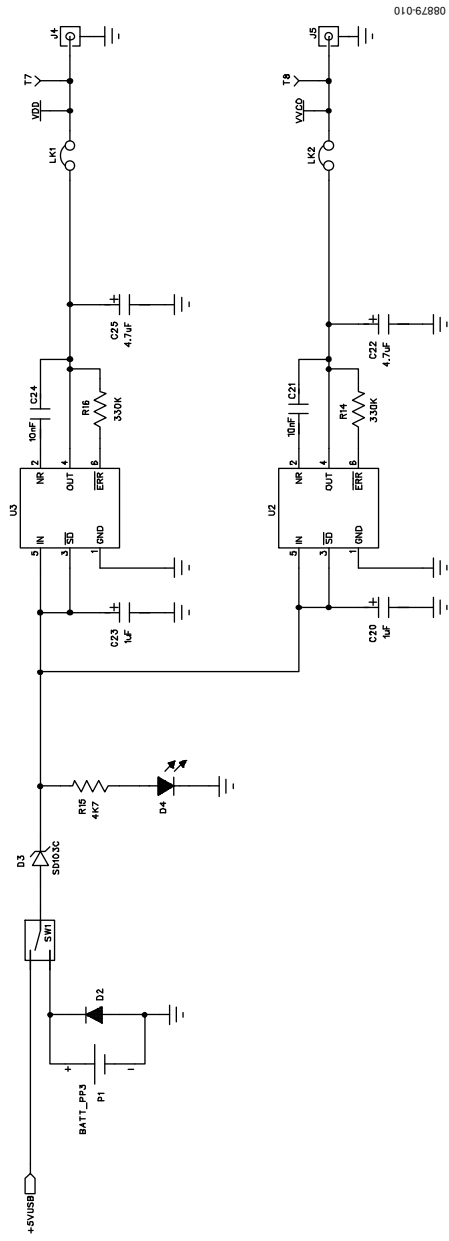 +5VUSB
BATT_PP3
P1
+
−
D2
SW1
D3
SD103C
R15
4K7
D4
C23
1uF
+
U3
5 IN
3 SD
1 GND
NR 2
OUT 4
ERR 6
10nF
C24
R16
330K
C25
4.7uF
+
LK1
VDD
T7
J4
C20
1uF
+
U2
5 IN
3 SD
1 GND
NR 2
OUT 4
ERR 6
10nF
C21
R14
330K
C22
4.7uF
+
LK2
T8
J5
08879-010